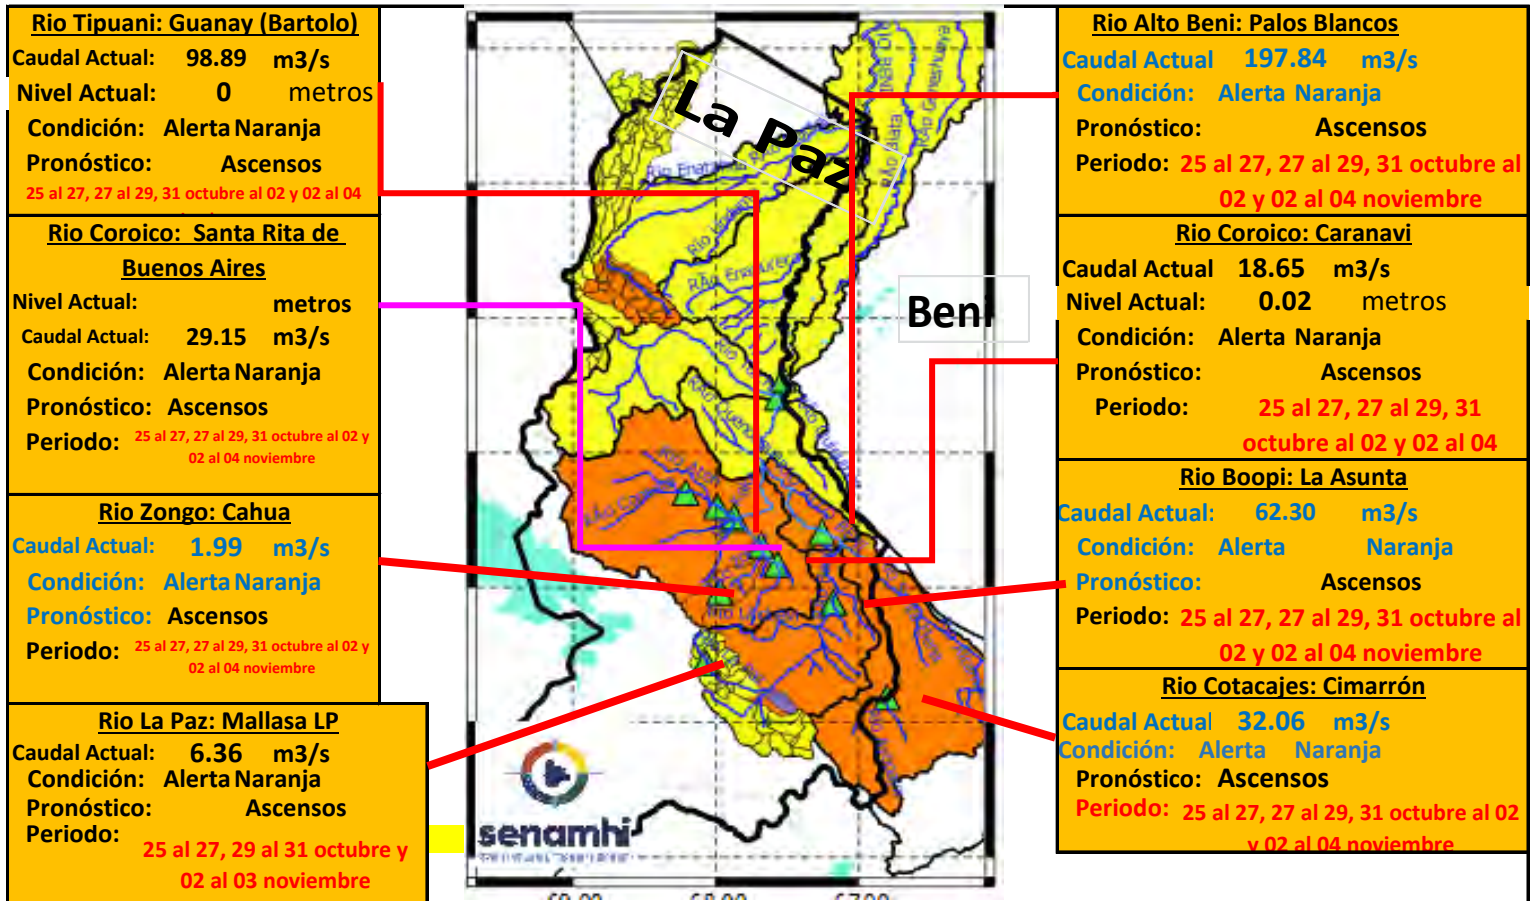 Rio Tipuani: Guanay (Bartolo)
Caudal Actual: 98.89 m3/s
Nivel Actual: 0 metros
Condición: Alerta Naranja
Pronóstico: Ascensos
25 al 27, 27 al 29, 31 octubre al 02 y 02 al 04
Rio Coroico: Santa Rita de
Buenos Aires
Nivel Actual: metros
Caudal Actual: 29.15 m3/s
Condición: Alerta Naranja
Pronóstico: Ascensos
Periodo: 25 al 27, 27 al 29, 31 octubre al 02 y
02 al 04 noviembre
Rio Zongo: Cahua
Caudal Actual: 1.99 m3/s
Condición: Alerta Naranja
Pronóstico: Ascensos
Periodo: 25 al 27, 27 al 29, 31 octubre al 02 y
02 al 04 noviembre
Rio La Paz: Mallasa LP
Caudal Actual: 6.36 m3/s
Condición: Alerta Naranja
Pronóstico: Ascensos
Periodo:
25 al 27, 29 al 31 octubre y
02 al 03 noviembre
La Paz
Beni
senamhi
Rio Alto Beni: Palos Blancos
Caudal Actual 197.84 m3/s
Condición: Alerta Naranja
Pronóstico: Ascensos
Periodo: 25 al 27, 27 al 29, 31 octubre al
02 y 02 al 04 noviembre
Rio Coroico: Caranavi
Caudal Actual 18.65 m3/s
Nivel Actual: 0.02 metros
Condición: Alerta Naranja
Pronóstico: Ascensos
Periodo: 25 al 27, 27 al 29, 31
octubre al 02 y 02 al 04
Rio Boopi: La Asunta
Caudal Actual: 62.30 m3/s
Condición: Alerta Naranja
Pronóstico: Ascensos
Periodo: 25 al 27, 27 al 29, 31 octubre al
02 y 02 al 04 noviembre
Rio Cotacajes: Cimarrón
Caudal Actual 32.06 m3/s
Condición: Alerta Naranja
Pronóstico: Ascensos
Periodo: 25 al 27, 27 al 29, 31 octubre al 02
y 02 al 04 noviembre